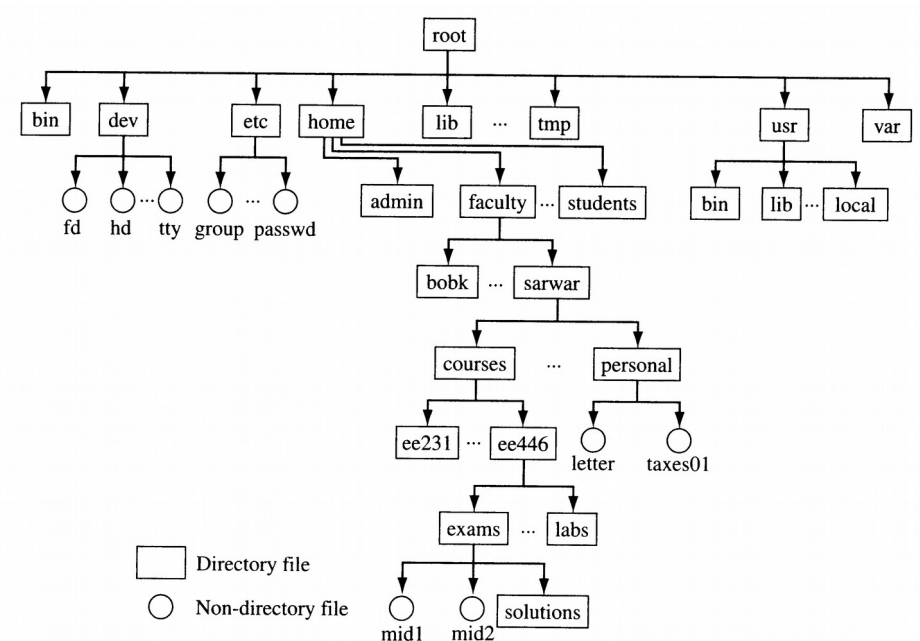 root
bin dev etc home lib ... tmp usr var
fd hd ... tty group ... passwd admin faculty ... students bin lib ... local
bobk ... sarwar
courses ... personal
ee231 ... ee446 letter taxes01
exams ... labs
Directory file
Non-directory file mid1 mid2 solutions